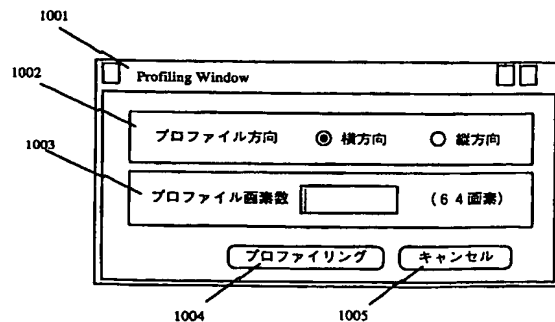 1001
1002
Profiling Window
プロファイル方向 横方向 縦方向
1003
プロファイル画素数 (64画素)
プロファイリング キャンセル
1004
1005